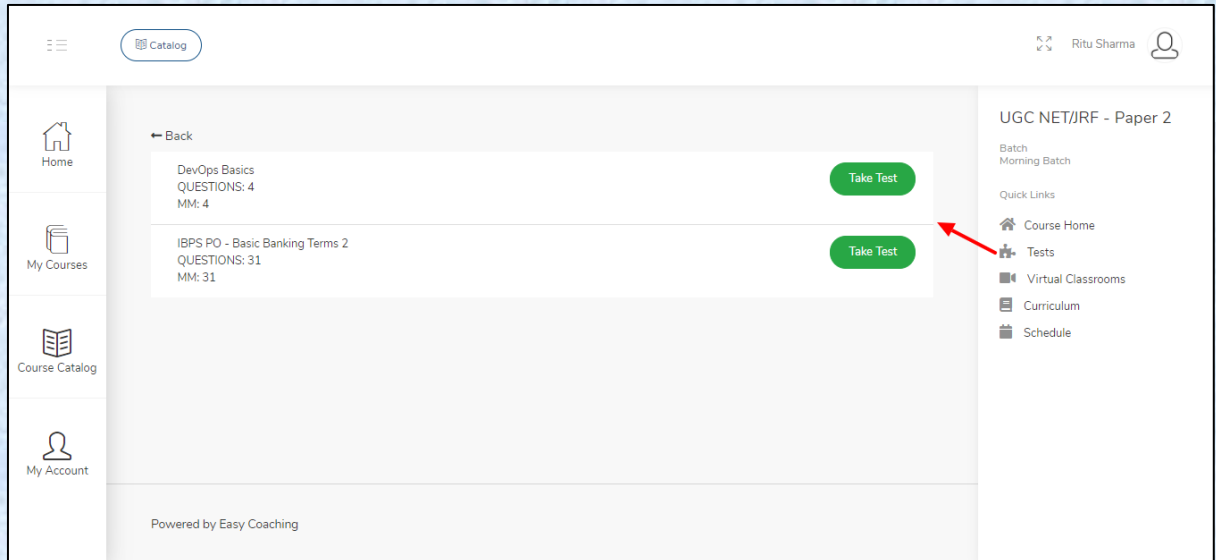 Catalog
Ritu Sharma
Home
My Courses
Course Catalog
My Account
← Back
DevOps Basics
QUESTIONS: 4
MM: 4
Take Test
IBPS PO - Basic Banking Terms 2
QUESTIONS: 31
MM: 31
Take Test
Powered by Easy Coaching
UGC NET/JRF - Paper 2
Batch
Morning Batch
Quick Links
Course Home
Tests
Virtual Classrooms
Curriculum
Schedule